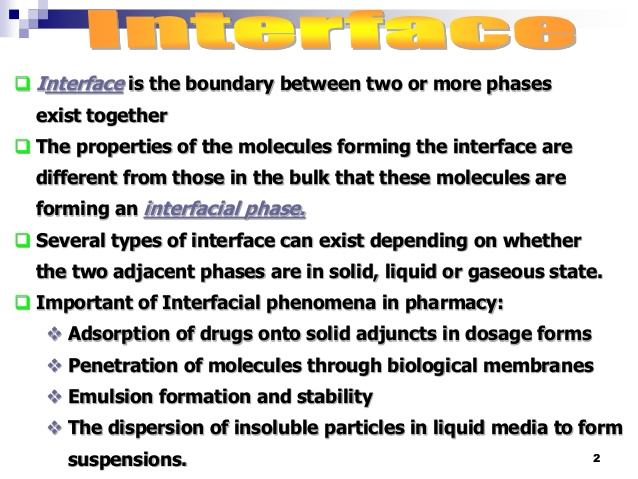 Interface
Interface is the boundary between two or more phases
exist together
The properties of the molecules forming the interface are
different from those in the bulk that these molecules are
forming an interfacial phase.
Several types of interface can exist depending on whether
the two adjacent phases are in solid, liquid or gaseous state.
Important of Interfacial phenomena in pharmacy:
Adsorption of drugs onto solid adjuncts in dosage forms
Penetration of molecules through biological membranes
Emulsion formation and stability
The dispersion of insoluble particles in liquid media to form
suspensions.
2